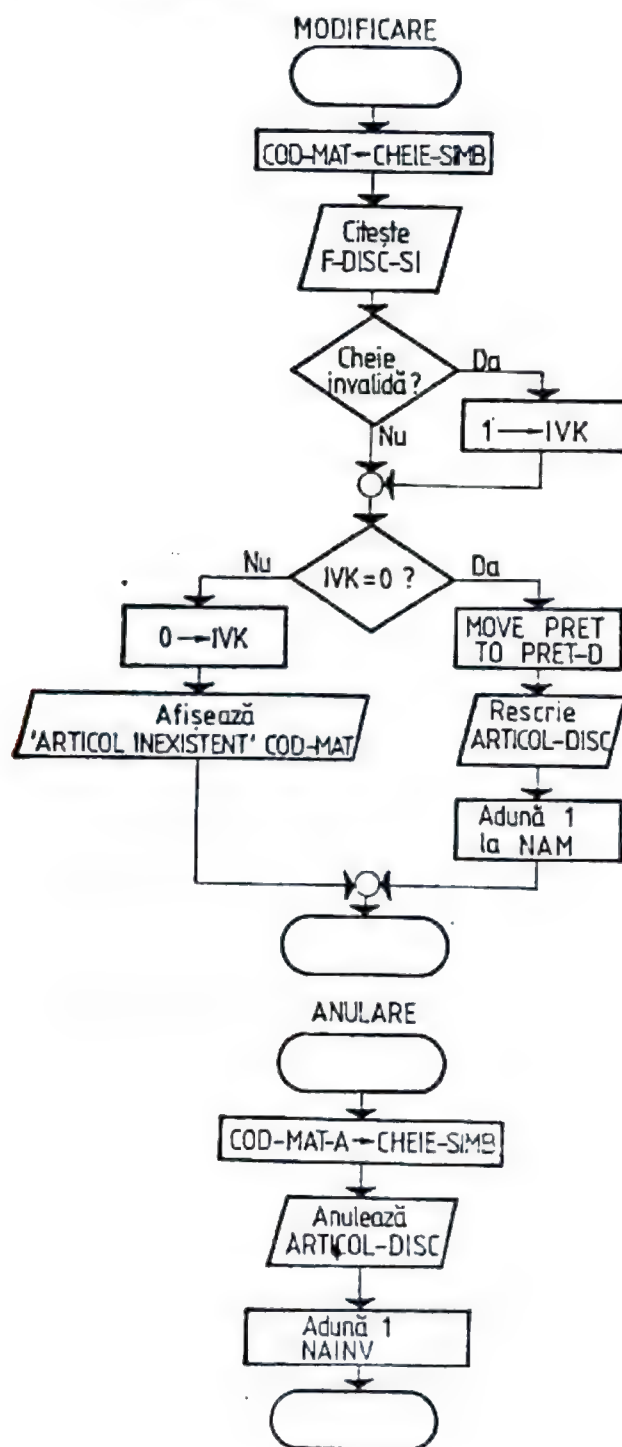 MODIFICARE
COD-MAT→CHEIE-SIMB
Citește
F-DISC-SI
Cheie
invalidă?
Da
Nu
1 → IVK
IVK=0 ?
Nu
Da
0 → IVK
MOVE PRET
TO PRET-D
Afișează
'ARTICOL INEXISTENT' COD-MAT
Rescrie
ARTICOL-DISC
Adună 1
la NAM
ANULARE
COD-MAT-A→CHEIE-SIMB
Anulează
ARTICOL-DISC
Adună 1
NAINV